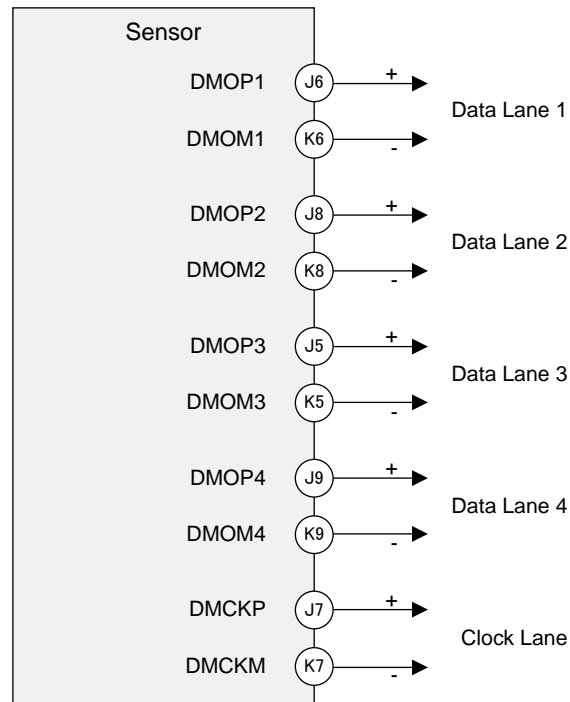 Sensor
DMOP1 J6 +
Data Lane 1
DMOM1 K6 -
DMOP2 J8 +
Data Lane 2
DMOM2 K8 -
DMOP3 J5 +
Data Lane 3
DMOM3 K5 -
DMOP4 J9 +
Data Lane 4
DMOM4 K9 -
DMCKP J7 +
Clock Lane
DMCKM K7 -